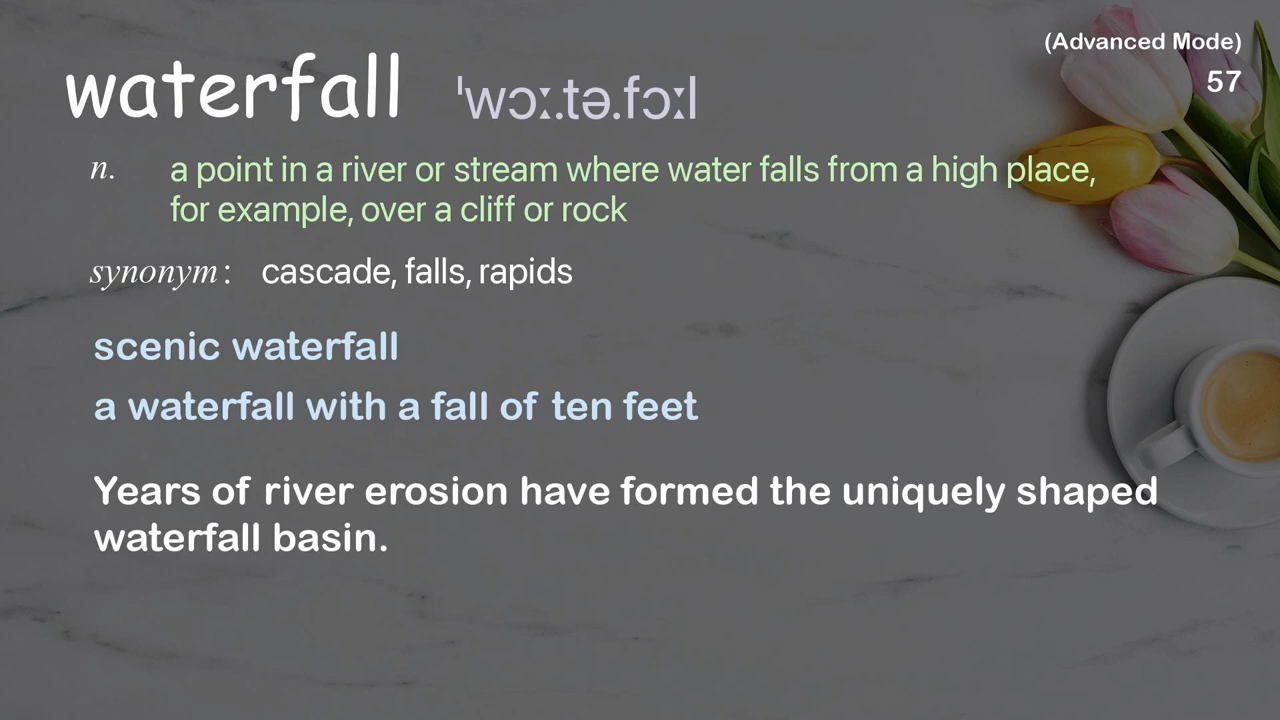 (Advanced Mode)
57
waterfall ˈwɔː.tə.fɔːl
n. a point in a river or stream where water falls from a high place,
for example, over a cliff or rock
synonym: cascade, falls, rapids
scenic waterfall
a waterfall with a fall of ten feet
Years of river erosion have formed the uniquely shaped
waterfall basin.